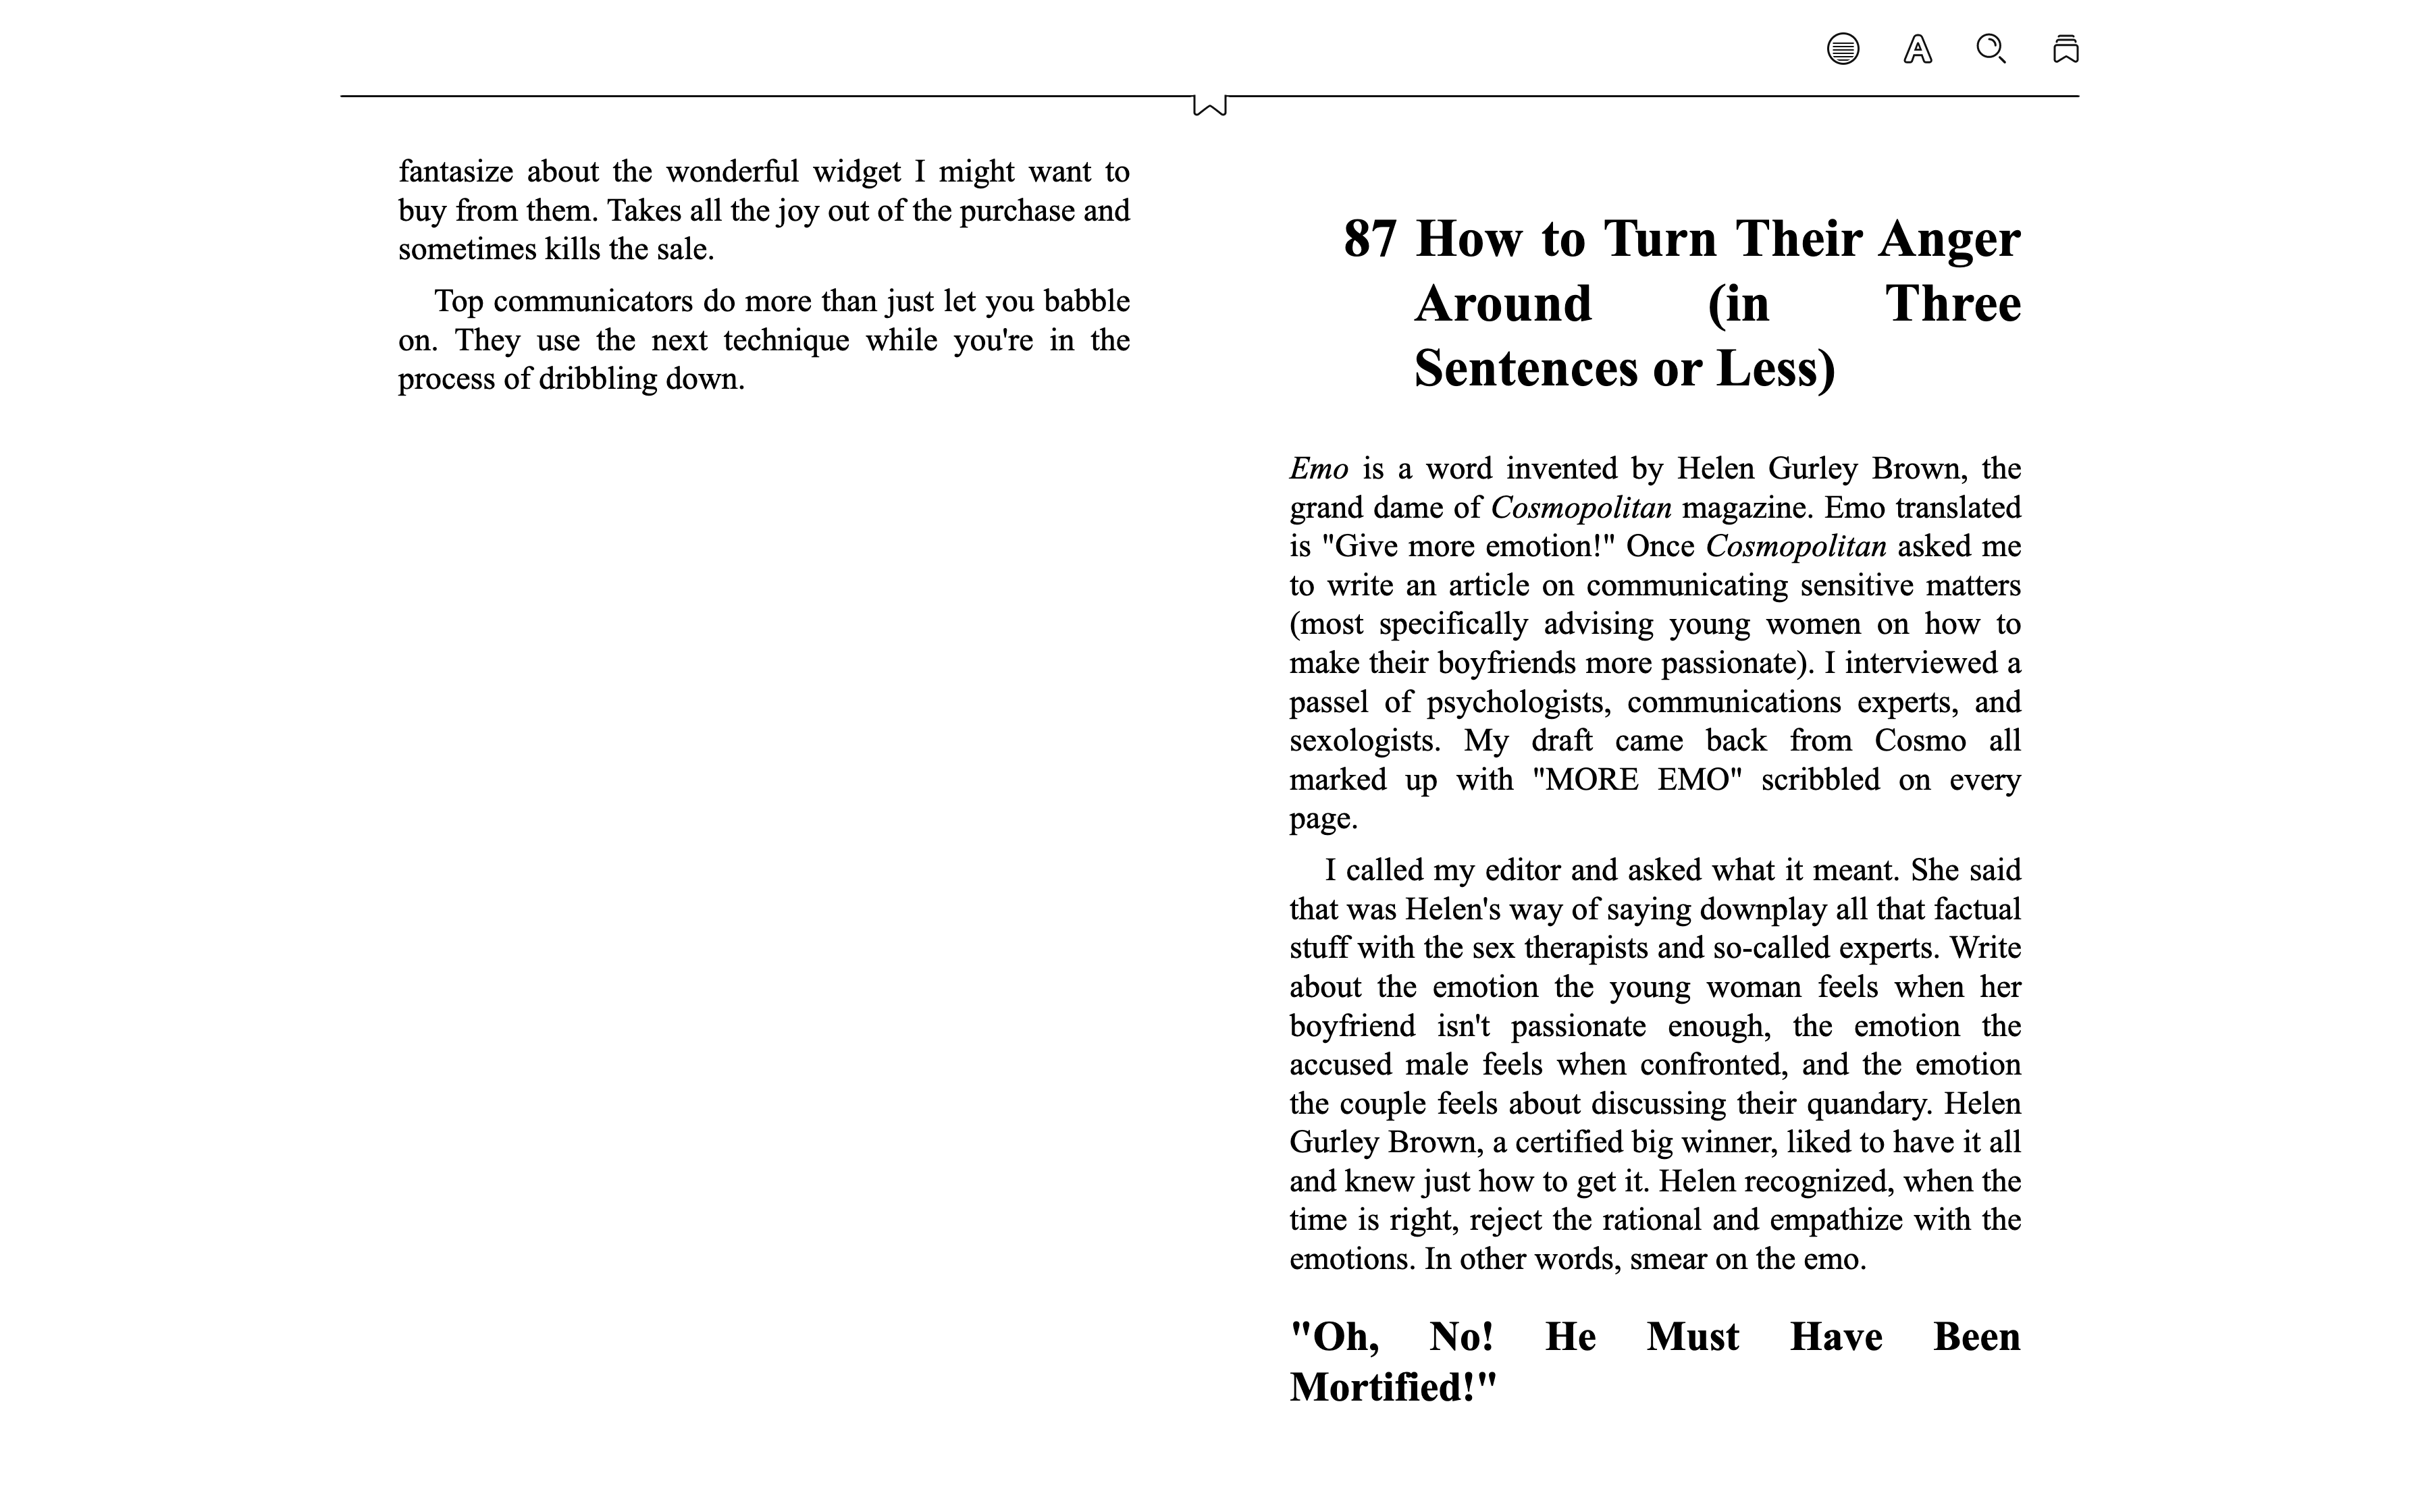 fantasize about the wonderful widget I might want to
buy from them. Takes all the joy out of the purchase and
sometimes kills the sale.
Top communicators do more than just let you babble
on. They use the next technique while you're in the
process of dribbling down.
87 How to Turn Their Anger
Around (in Three
Sentences or Less)
Emo is a word invented by Helen Gurley Brown, the
grand dame of Cosmopolitan magazine. Emo translated
is "Give more emotion!" Once Cosmopolitan asked me
to write an article on communicating sensitive matters
(most specifically advising young women on how to
make their boyfriends more passionate). I interviewed a
passel of psychologists, communications experts, and
sexologists. My draft came back from Cosmo all
marked up with "MORE EMO" scribbled on every
page.
I called my editor and asked what it meant. She said
that was Helen's way of saying downplay all that factual
stuff with the sex therapists and so-called experts. Write
about the emotion the young woman feels when her
boyfriend isn't passionate enough, the emotion the
accused male feels when confronted, and the emotion
the couple feels about discussing their quandary. Helen
Gurley Brown, a certified big winner, liked to have it all
and knew just how to get it. Helen recognized, when the
time is right, reject the rational and empathize with the
emotions. In other words, smear on the emo.
"Oh, No! He Must Have Been
Mortified!"